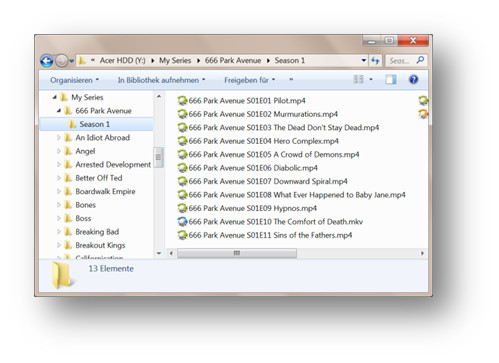 « Acer HDD (Y:) ▸ My Series ▸ 666 Park Avenue ▸ Season 1
Seas...
Organisieren ▾ In Bibliothek aufnehmen ▾ Freigeben für ▾ »
My Series
666 Park Avenue
Season 1
An Idiot Abroad
Angel
Arrested Development
Better Off Ted
Boardwalk Empire
Bones
Boss
Breaking Bad
Breakout Kings
Californication
666 Park Avenue S01E01 Pilot.mp4
666 Park Avenue S01E02 Murmurations.mp4
666 Park Avenue S01E03 The Dead Don't Stay Dead.mp4
666 Park Avenue S01E04 Hero Complex.mp4
666 Park Avenue S01E05 A Crowd of Demons.mp4
666 Park Avenue S01E06 Diabolic.mp4
666 Park Avenue S01E07 Downward Spiral.mp4
666 Park Avenue S01E08 What Ever Happened to Baby Jane.mp4
666 Park Avenue S01E09 Hypnos.mp4
666 Park Avenue S01E10 The Comfort of Death.mkv
666 Park Avenue S01E11 Sins of the Fathers.mp4
13 Elemente